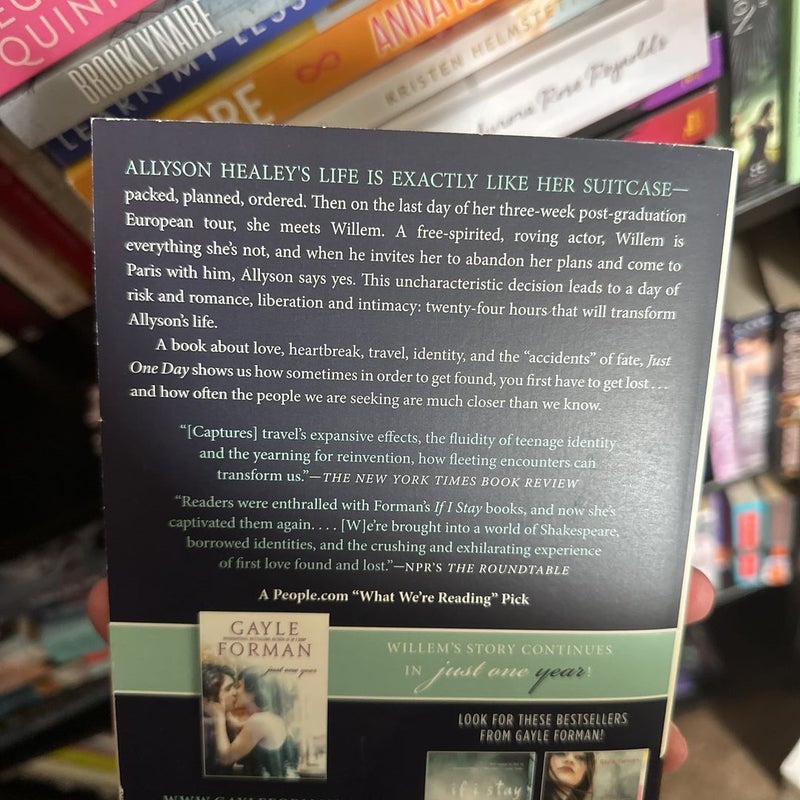 QUIN
BROOKLYNAIRE
LEARN MY LESS
ORE
ANNA
KRISTEN HELMSTE
Aurora Rose Reynolds
ALLYSON HEALEY'S LIFE IS EXACTLY LIKE HER SUITCASE—
packed, planned, ordered. Then on the last day of her three-week post-graduation
European tour, she meets Willem. A free-spirited, roving actor, Willem is
everything she's not, and when he invites her to abandon her plans and come to
Paris with him, Allyson says yes. This uncharacteristic decision leads to a day of
risk and romance, liberation and intimacy: twenty-four hours that will transform
Allyson's life.
A book about love, heartbreak, travel, identity, and the “accidents” of fate, Just
One Day shows us how sometimes in order to get found, you first have to get lost . . .
and how often the people we are seeking are much closer than we know.
“[Captures] travel's expansive effects, the fluidity of teenage identity
and the yearning for reinvention, how fleeting encounters can
transform us.”—THE NEW YORK TIMES BOOK REVIEW
“Readers were enthralled with Forman's If I Stay books, and now she's
captivated them again. . . . [W]e're brought into a world of Shakespeare,
borrowed identities, and the crushing and exhilarating experience
of first love found and lost.”—NPR'S THE ROUNDTABLE
A People.com “What We're Reading” Pick
GAYLE
FORMAN
just one year
WILLEM'S STORY CONTINUES
IN just one year!
LOOK FOR THESE BESTSELLERS
FROM GAYLE FORMAN!
if i stay